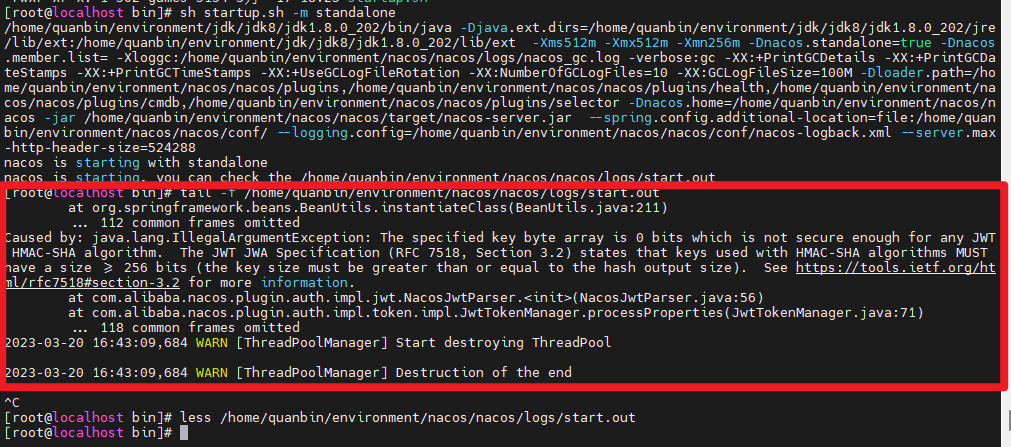 [root@localhost bin]# sh startup.sh -m standalone
/home/quanbin/environment/jdk/jdk8/jdk1.8.0_202/bin/java -Djava.ext.dirs=/home/quanbin/environment/jdk/jdk8/jdk1.8.0_202/jre
/lib/ext:/home/quanbin/environment/jdk/jdk8/jdk1.8.0_202/lib/ext  -Xms512m -Xmx512m -Xmn256m -Dnacos.standalone=true -Dnacos
.member.list= -Xloggc:/home/quanbin/environment/nacos/nacos/logs/nacos_gc.log -verbose:gc -XX:+PrintGCDetails -XX:+PrintGCDa
teStamps -XX:+PrintGCTimeStamps -XX:+UseGCLogFileRotation -XX:NumberOfGCLogFiles=10 -XX:GCLogFileSize=100M -Dloader.path=/ho
me/quanbin/environment/nacos/nacos/plugins,/home/quanbin/environment/nacos/nacos/plugins/health,/home/quanbin/environment/na
cos/nacos/plugins/cmdb,/home/quanbin/environment/nacos/nacos/plugins/selector -Dnacos.home=/home/quanbin/environment/nacos/n
acos -jar /home/quanbin/environment/nacos/nacos/target/nacos-server.jar  --spring.config.additional-location=file:/home/quan
bin/environment/nacos/nacos/conf/ --logging.config=/home/quanbin/environment/nacos/nacos/conf/nacos-logback.xml --server.max
-http-header-size=524288
nacos is starting with standalone
nacos is starting, you can check the /home/quanbin/environment/nacos/nacos/logs/start.out
[root@localhost bin]# tail -f /home/quanbin/environment/nacos/nacos/logs/start.out
at org.springframework.beans.BeanUtils.instantiateClass(BeanUtils.java:211)
... 112 common frames omitted
Caused by: java.lang.IllegalArgumentException: The specified key byte array is 0 bits which is not secure enough for any JWT
HMAC-SHA algorithm.  The JWT JWA Specification (RFC 7518, Section 3.2) states that keys used with HMAC-SHA algorithms MUST
have a size >= 256 bits (the key size must be greater than or equal to the hash output size).  See https://tools.ietf.org/ht
ml/rfc7518#section-3.2 for more information.
at com.alibaba.nacos.plugin.auth.impl.jwt.NacosJwtParser.<init>(NacosJwtParser.java:56)
at com.alibaba.nacos.plugin.auth.impl.token.impl.JwtTokenManager.processProperties(JwtTokenManager.java:71)
... 118 common frames omitted
2023-03-20 16:43:09,684 WARN [ThreadPoolManager] Start destroying ThreadPool
2023-03-20 16:43:09,684 WARN [ThreadPoolManager] Destruction of the end
^C
[root@localhost bin]# less /home/quanbin/environment/nacos/nacos/logs/start.out
[root@localhost bin]#